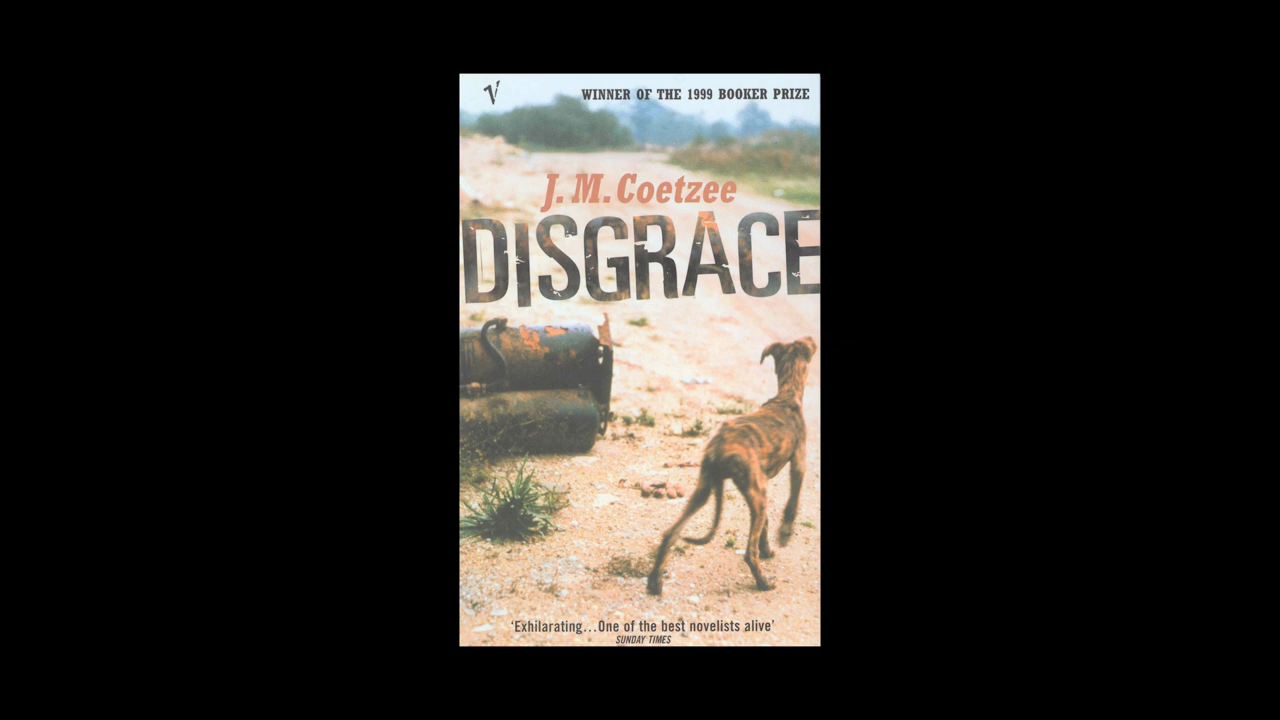 WINNER OF THE 1999 BOOKER PRIZE
J. M. Coetzee
DISGRACE
‘Exhilarating...One of the best novelists alive’
SUNDAY TIMES